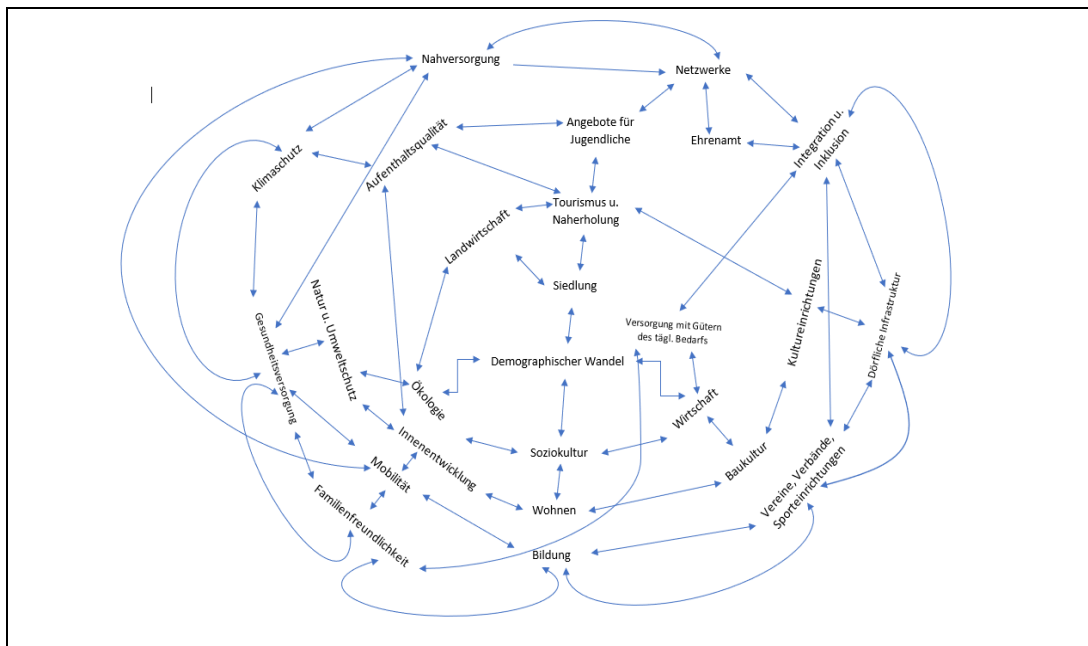 Nahversorgung
Netzwerke
Angebote für
Jugendliche
Ehrenamt
Integration u.
Inklusion
Aufenthaltsqualität
Klimaschutz
Tourismus u.
Naherholung
Landwirtschaft
Siedlung
Natur u. Umweltschutz
Gesundheitsversorgung
Versorgung mit Gütern
des tägl. Bedarfs
Kultureinrichtungen
Dörfliche Infrastruktur
Demographischer Wandel
Ökologie
Wirtschaft
Innenentwicklung
Soziokultur
Baukultur
Mobilität
Vereine, Verbände,
Sporteinrichtungen
Familienfreundlichkeit
Wohnen
Bildung